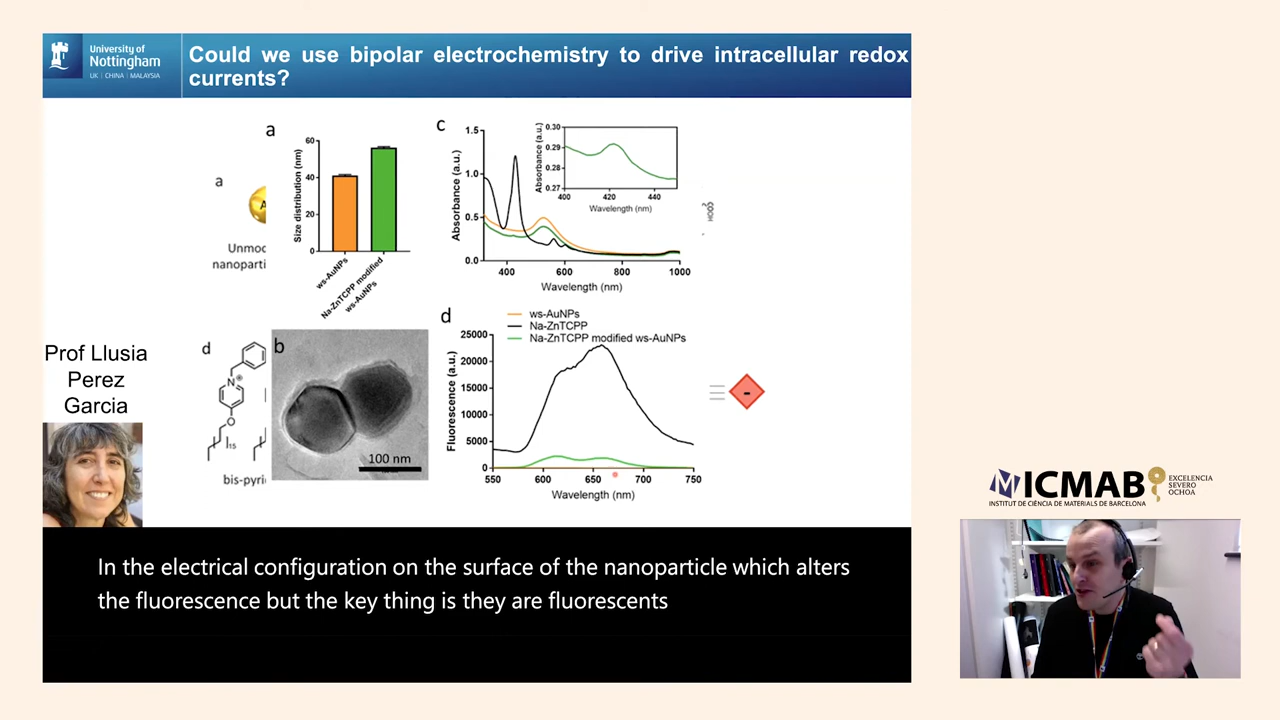 University of
Nottingham
UK | CHINA | MALAYSIA
Could we use bipolar electrochemistry to drive intracellular redox
currents?
a
Unmoc
nanoparti
a
Size distribution (nm)
60
40
20
0
ws-AuNPs
Na-ZnTCPP modified
ws-AuNPs
c
Absorbance (a.u.)
1.5
1.0
0.5
0.0
400
600
800
1000
Wavelength (nm)
Absorbance (a.u.)
0.30
0.29
0.28
0.27
400
420
440
Wavelength (nm)
COOH
Prof Llusia
Perez
Garcia
d
N
O
15
bis-pyri
b
100 nm
d
ws-AuNPs
Na-ZnTCPP
Na-ZnTCPP modified ws-AuNPs
Fluorescence (a.u.)
25000
20000
15000
10000
5000
0
550
600
650
700
750
Wavelength (nm)
-
In the electrical configuration on the surface of the nanoparticle which alters
the fluorescence but the key thing is they are fluorescents
ICMAB
INSTITUT DE CIÈNCIA DE MATERIALS DE BARCELONA
EXCELENCIA
SEVERO
OCHOA